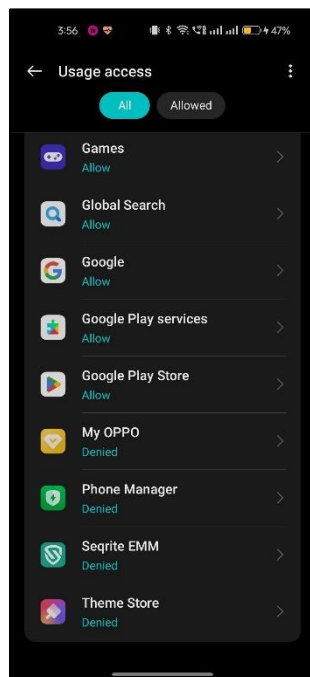 3:56 47%
Usage access
All Allowed
Games
Allow
Global Search
Allow
Google
Allow
Google Play services
Allow
Google Play Store
Allow
My OPPO
Denied
Phone Manager
Denied
Seqrite EMM
Denied
Theme Store
Denied